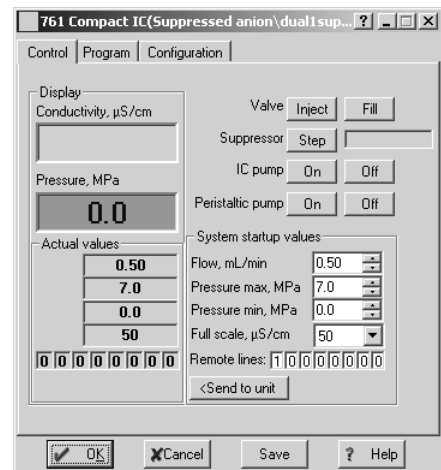 761 Compact IC(Suppressed anion\dual1sup...
Control Program Configuration
Display
Conductivity, µS/cm
Pressure, MPa
0.0
Valve Inject Fill
Suppressor Step
IC pump On Off
Peristaltic pump On Off
Actual values
0.50
7.0
0.0
50
0 0 0 0 0 0 0 0
System startup values
Flow, mL/min 0.50
Pressure max, MPa 7.0
Pressure min, MPa 0.0
Full scale, µS/cm 50
Remote lines: 1 0 0 0 0 0 0 0
<Send to unit
OK Cancel Save ? Help